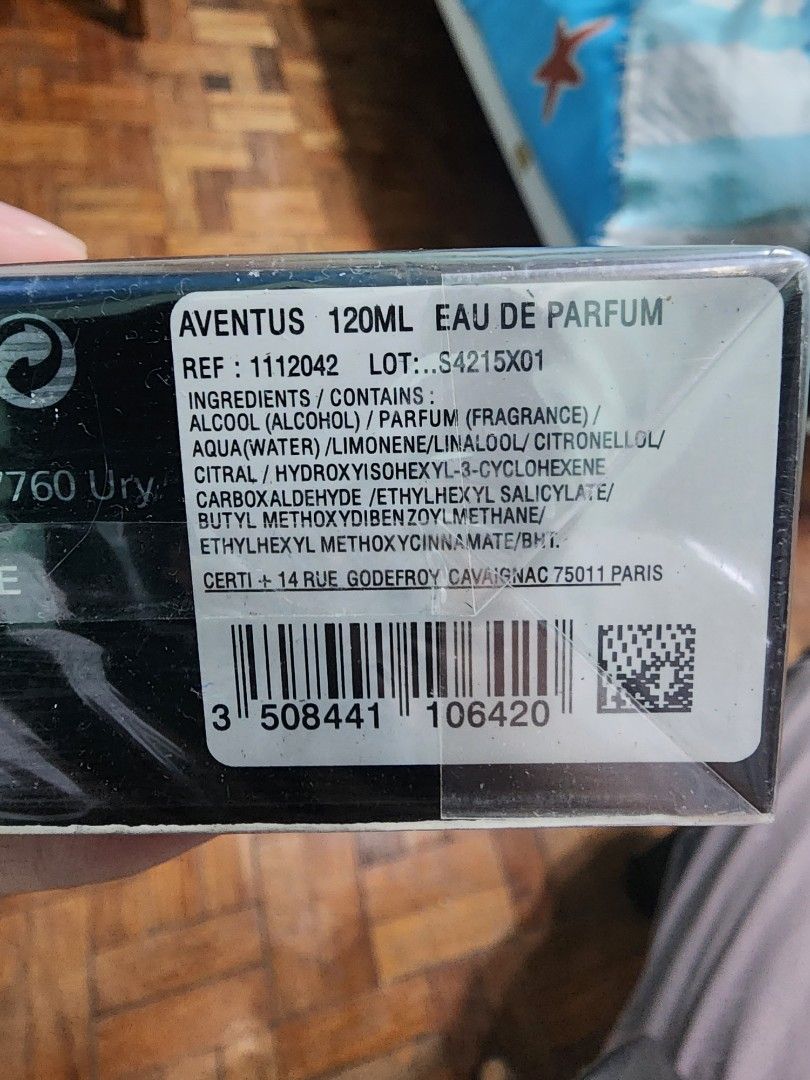 AVENTUS 120ML EAU DE PARFUM
REF : 1112042 LOT:..S4215X01
INGREDIENTS / CONTAINS :
ALCOOL (ALCOHOL) / PARFUM (FRAGRANCE) /
AQUA(WATER) /LIMONENE/LINALOOL/ CITRONELLOL/
CITRAL / HYDROXYISOHEXYL-3-CYCLOHEXENE
CARBOXALDEHYDE /ETHYLHEXYL SALICYLATE/
BUTYL METHOXYDIBENZOYLMETHANE/
ETHYLHEXYL METHOXYCINNAMATE/BHT.
CERTI + 14 RUE GODEFROY CAVAIGNAC 75011 PARIS
3 508441 106420
7760 Ury
E